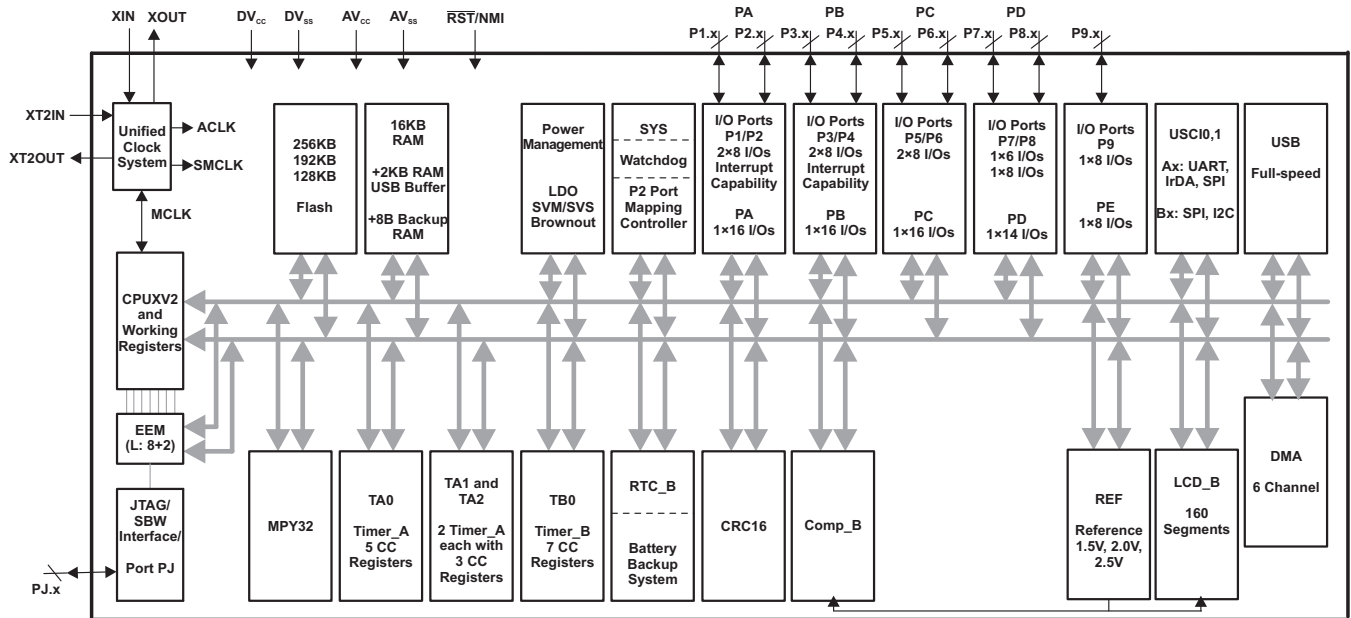 XIN XOUT DVCC DVSS AVCC AVSS RST/NMI PA PB PC PD
P1.x P2.x P3.x P4.x P5.x P6.x P7.x P8.x P9.x
XT2IN
XT2OUT
Unified
Clock
System
ACLK
SMCLK
MCLK
256KB
192KB
128KB
Flash
16KB
RAM
+2KB RAM
USB Buffer
+8B Backup
RAM
Power
Management
LDO
SVM/SVS
Brownout
SYS
Watchdog
P2 Port
Mapping
Controller
I/O Ports
P1/P2
2×8 I/Os
Interrupt
Capability
PA
1×16 I/Os
I/O Ports
P3/P4
2×8 I/Os
Interrupt
Capability
PB
1×16 I/Os
I/O Ports
P5/P6
2×8 I/Os
PC
1×16 I/Os
I/O Ports
P7/P8
1×6 I/Os
1×8 I/Os
PD
1×14 I/Os
I/O Ports
P9
1×8 I/Os
PE
1×8 I/Os
USCI0,1
Ax: UART,
IrDA, SPI
Bx: SPI, I2C
USB
Full-speed
CPUXV2
and
Working
Registers
EEM
(L: 8+2)
JTAG/
SBW
Interface/
Port PJ
PJ.x
MPY32
TA0
Timer_A
5 CC
Registers
TA1 and
TA2
2 Timer_A
each with
3 CC
Registers
TB0
Timer_B
7 CC
Registers
RTC_B
Battery
Backup
System
CRC16
Comp_B
REF
Reference
1.5V, 2.0V,
2.5V
LCD_B
160
Segments
DMA
6 Channel